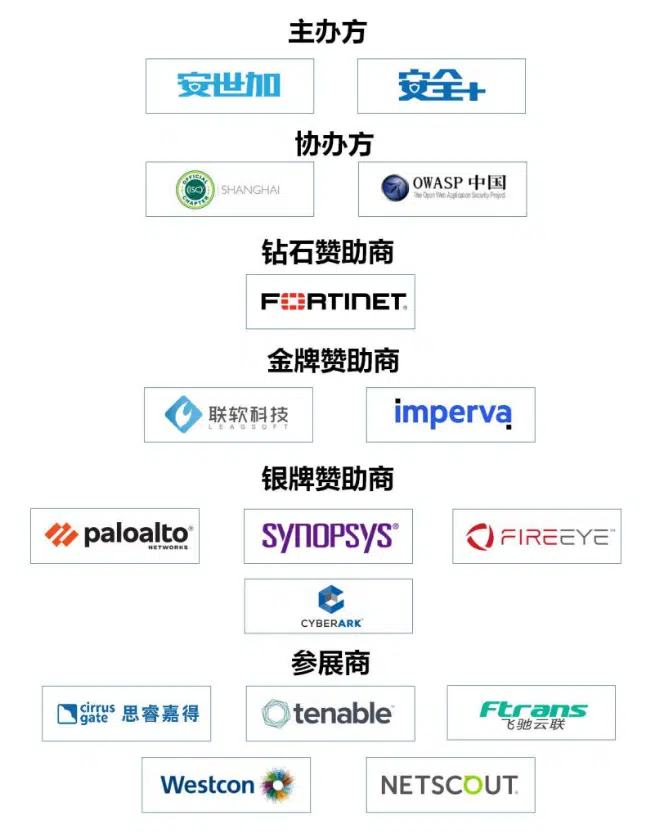 主办方
安世加
安全+
协办方
OFFICIAL CHAPTER
(ISC)²
SHANGHAI
OWASP 中国
The Open Web Application Security Project
钻石赞助商
FORTINET®
金牌赞助商
联软科技
LEAGSOFT
imperva
银牌赞助商
paloalto®
NETWORKS
SYNOPSYS®
FIREEYE™
CYBERARK
参展商
cirrus
gate
思睿嘉得
tenable
Ftrans
飞驰云联
Westcon
NETSCOUT